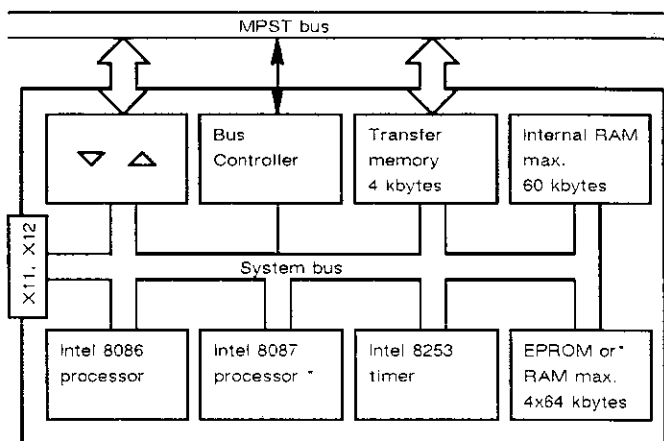 MPST bus
Bus
Controller
Transfer
memory
4 kbytes
Internal RAM
max.
60 kbytes
X11, X12
System bus
Intel 8086
processor
Intel 8087
processor *
Intel 8253
timer
EPROM or*
RAM max.
4x64 kbytes